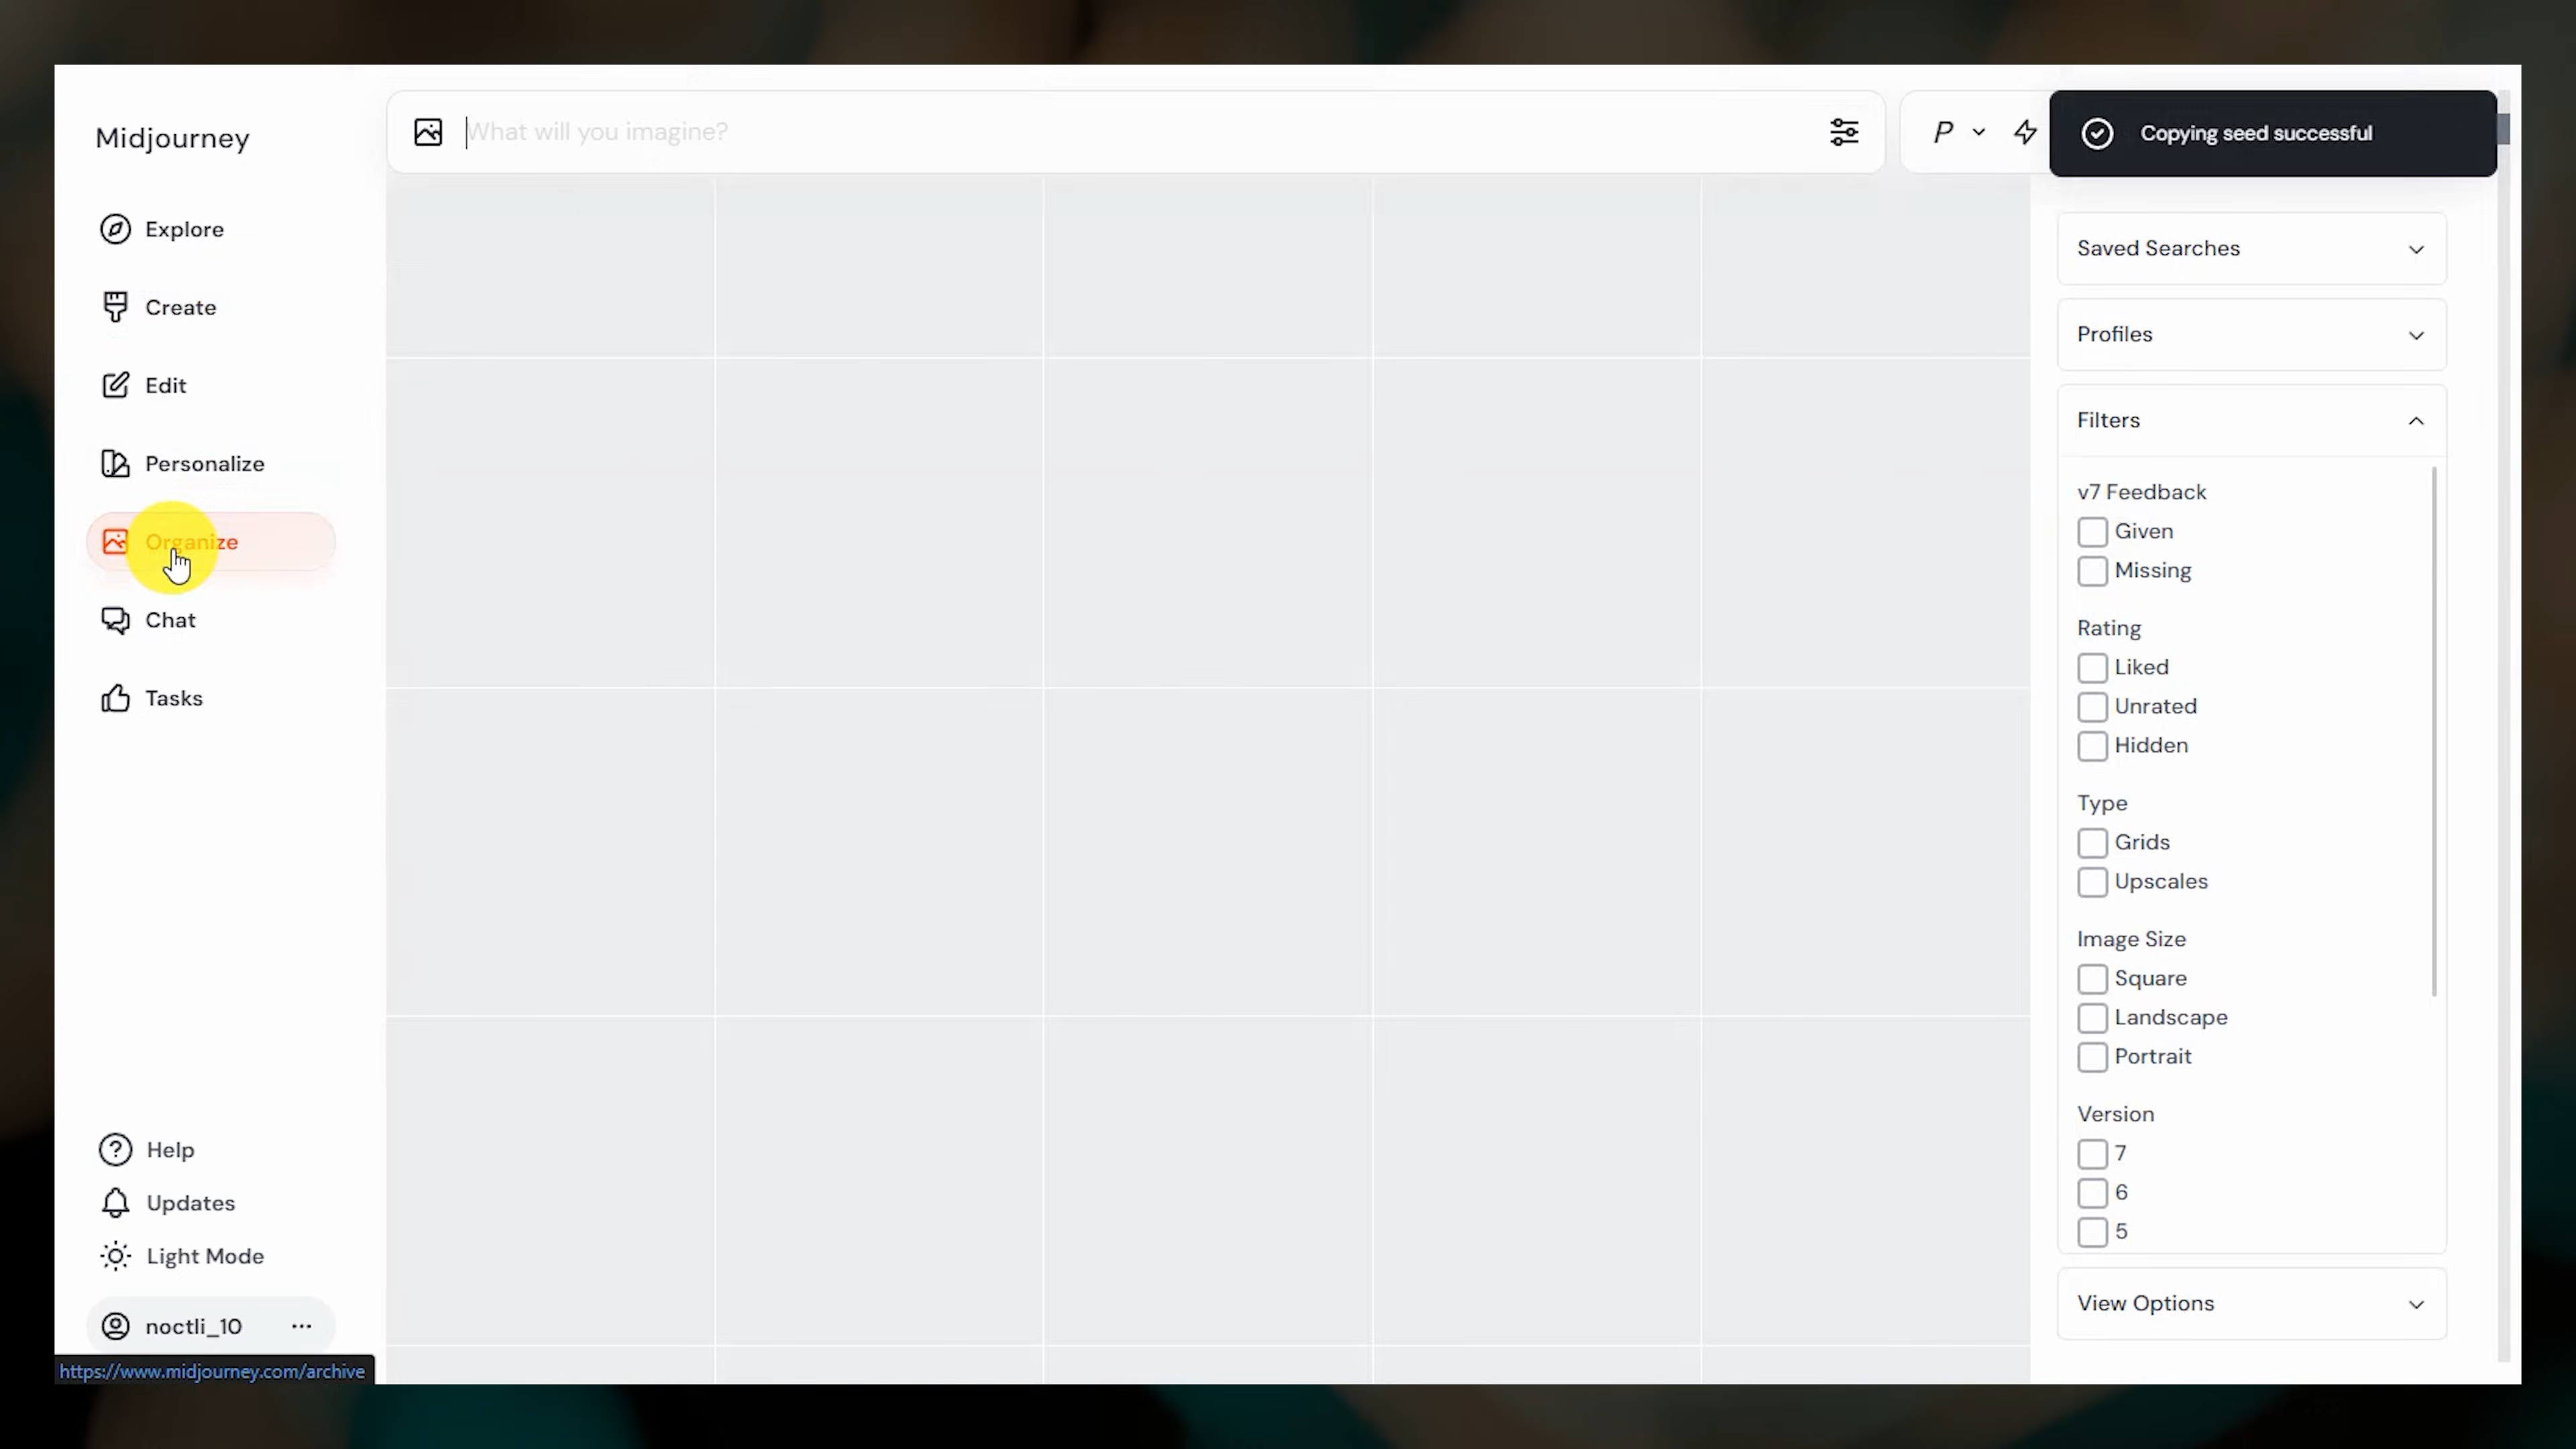 Midjourney
Explore
Create
Edit
Personalize
Organize
Chat
Tasks
Help
Updates
Light Mode
noctli_10
https://www.midjourney.com/archive
What will you imagine?
P
Copying seed successful
Saved Searches
Profiles
Filters
v7 Feedback
Given
Missing
Rating
Liked
Unrated
Hidden
Type
Grids
Upscales
Image Size
Square
Landscape
Portrait
Version
7
6
5
View Options